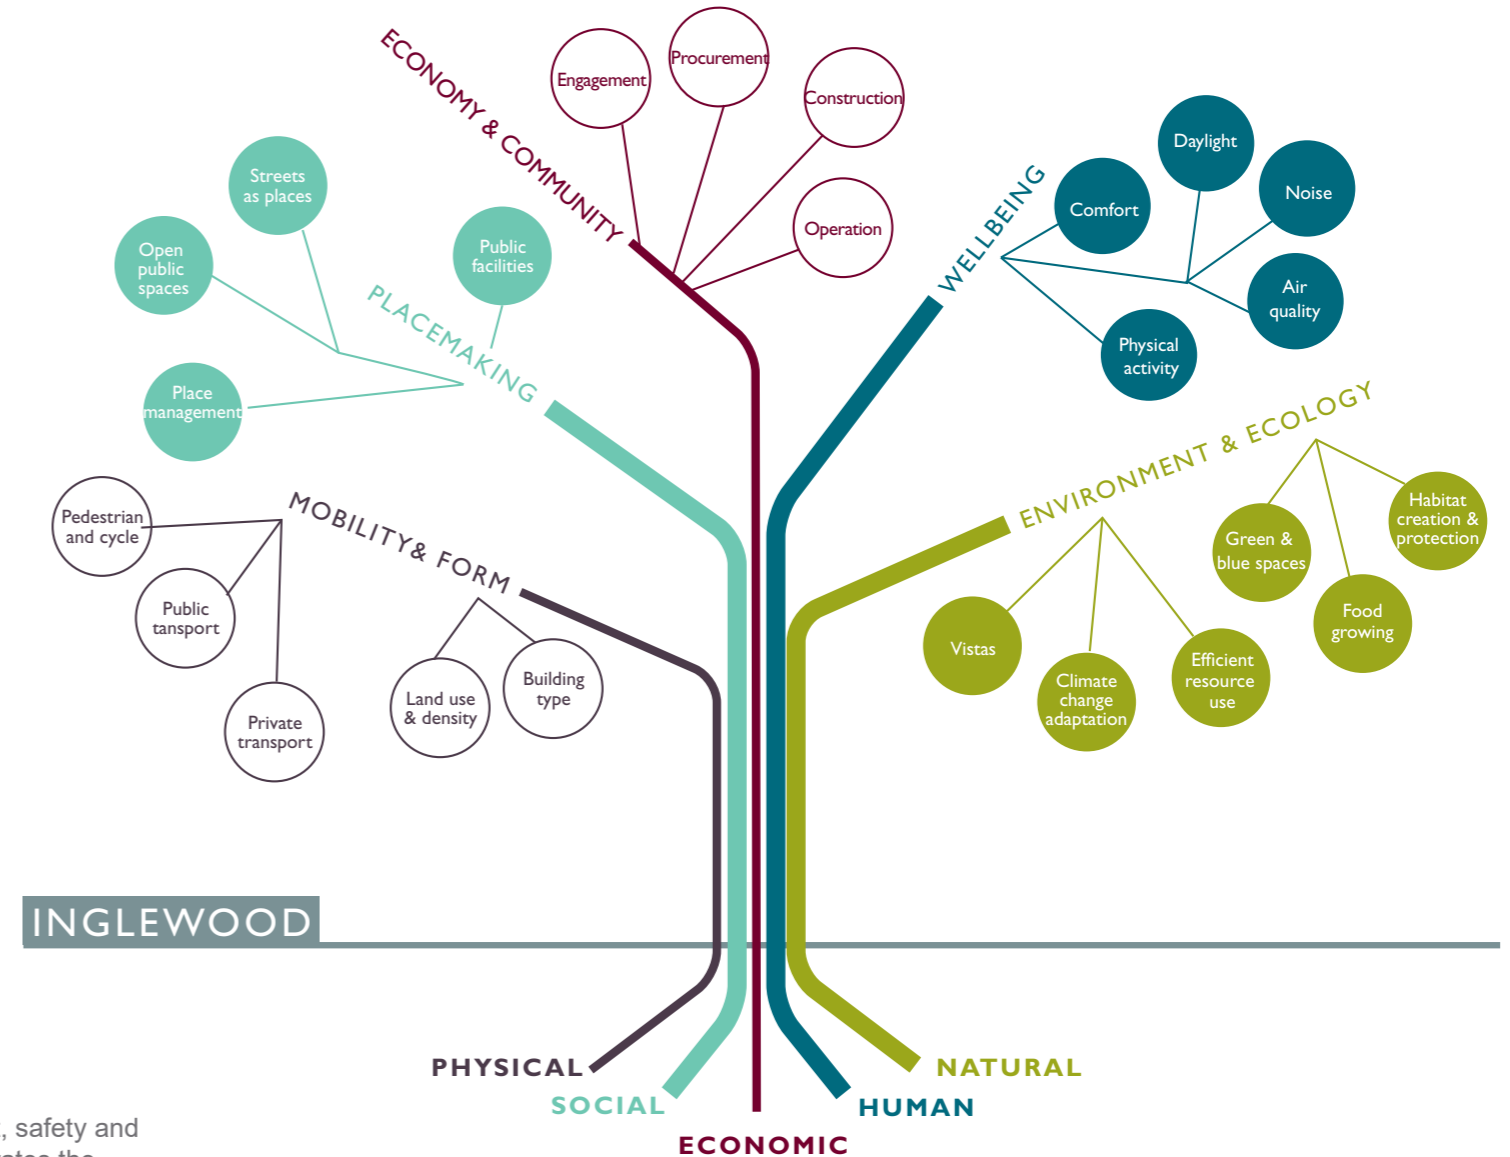 ECONOMY & COMMUNITY
Engagement
Procurement
Construction
Operation
PLACEMAKING
Streets
as places
Open
public
spaces
Public
facilities
Place
management
WELLBEING
Comfort
Daylight
Noise
Air
quality
Physical
activity
MOBILITY& FORM
Pedestrian
and cycle
Public
tansport
Private
transport
Land use
& density
Building
type
ENVIRONMENT & ECOLOGY
Vistas
Climate
change
adaptation
Efficient
resource
use
Green &
blue spaces
Food
growing
Habitat
creation &
protection
INGLEWOOD
PHYSICAL
SOCIAL
ECONOMIC
HUMAN
NATURAL
, safety and